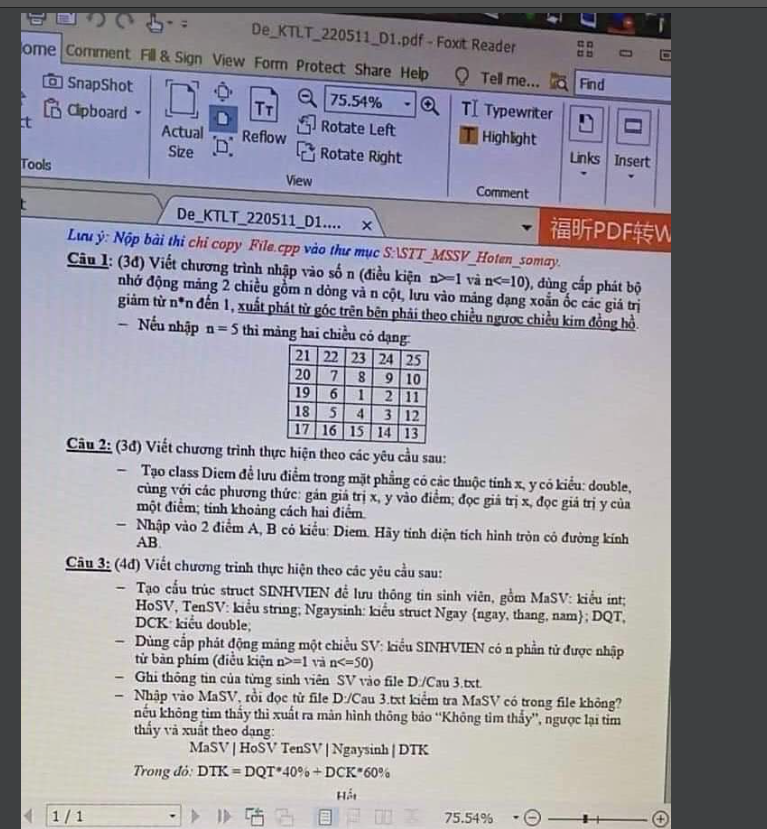 De_KTLT_220511_D1.pdf - Foxit Reader
ome Comment Fill & Sign View Form Protect Share Help Tell me... Find
SnapShot
Clipboard
Actual Size
Reflow
75.54%
Rotate Left
Rotate Right
Typewriter
Highlight
Links Insert
Tools View Comment
De_KTLT_220511_D1.... ×
福昕PDF转W
Lưu ý: Nộp bài thi chỉ copy File.cpp vào thư mục S:\STT_MSSV_Hoten_somay.
Câu 1: (3đ) Viết chương trình nhập vào số n (điều kiện n>=1 và n<=10), dùng cấp phát bộ
nhớ động mảng 2 chiều gồm n dòng và n cột, lưu vào mảng dạng xoắn ốc các giá trị
giảm từ n*n đến 1, xuất phát từ góc trên bên phải theo chiều ngược chiều kim đồng hồ.
– Nếu nhập n = 5 thì mảng hai chiều có dạng:
21 22 23 24 25
20 7 8 9 10
19 6 1 2 11
18 5 4 3 12
17 16 15 14 13
Câu 2: (3đ) Viết chương trình thực hiện theo các yêu cầu sau:
– Tạo class Diem để lưu điểm trong mặt phẳng có các thuộc tính x, y có kiểu: double,
cùng với các phương thức: gán giá trị x, y vào điểm; đọc giá trị x, đọc giá trị y của
một điểm; tính khoảng cách hai điểm.
– Nhập vào 2 điểm A, B có kiểu: Diem. Hãy tính diện tích hình tròn có đường kính
AB.
Câu 3: (4đ) Viết chương trình thực hiện theo các yêu cầu sau:
– Tạo cấu trúc struct SINHVIEN để lưu thông tin sinh viên, gồm MaSV: kiểu int;
HoSV, TenSV: kiểu string; Ngaysinh: kiểu struct Ngay {ngay, thang, nam}; DQT,
DCK: kiểu double;
– Dùng cấp phát động mảng một chiều SV: kiểu SINHVIEN có n phần tử được nhập
từ bàn phím (điều kiện n>=1 và n<=50)
– Ghi thông tin của từng sinh viên SV vào file D:/Cau 3.txt.
– Nhập vào MaSV, rồi đọc từ file D:/Cau 3.txt kiểm tra MaSV có trong file không?
nếu không tìm thấy thì xuất ra màn hình thông báo “Không tìm thấy”, ngược lại tìm
thấy và xuất theo dạng:
MaSV | HoSV TenSV | Ngaysinh | DTK
Trong đó: DTK = DQT*40% + DCK*60%
Hết
1 / 1
75.54%